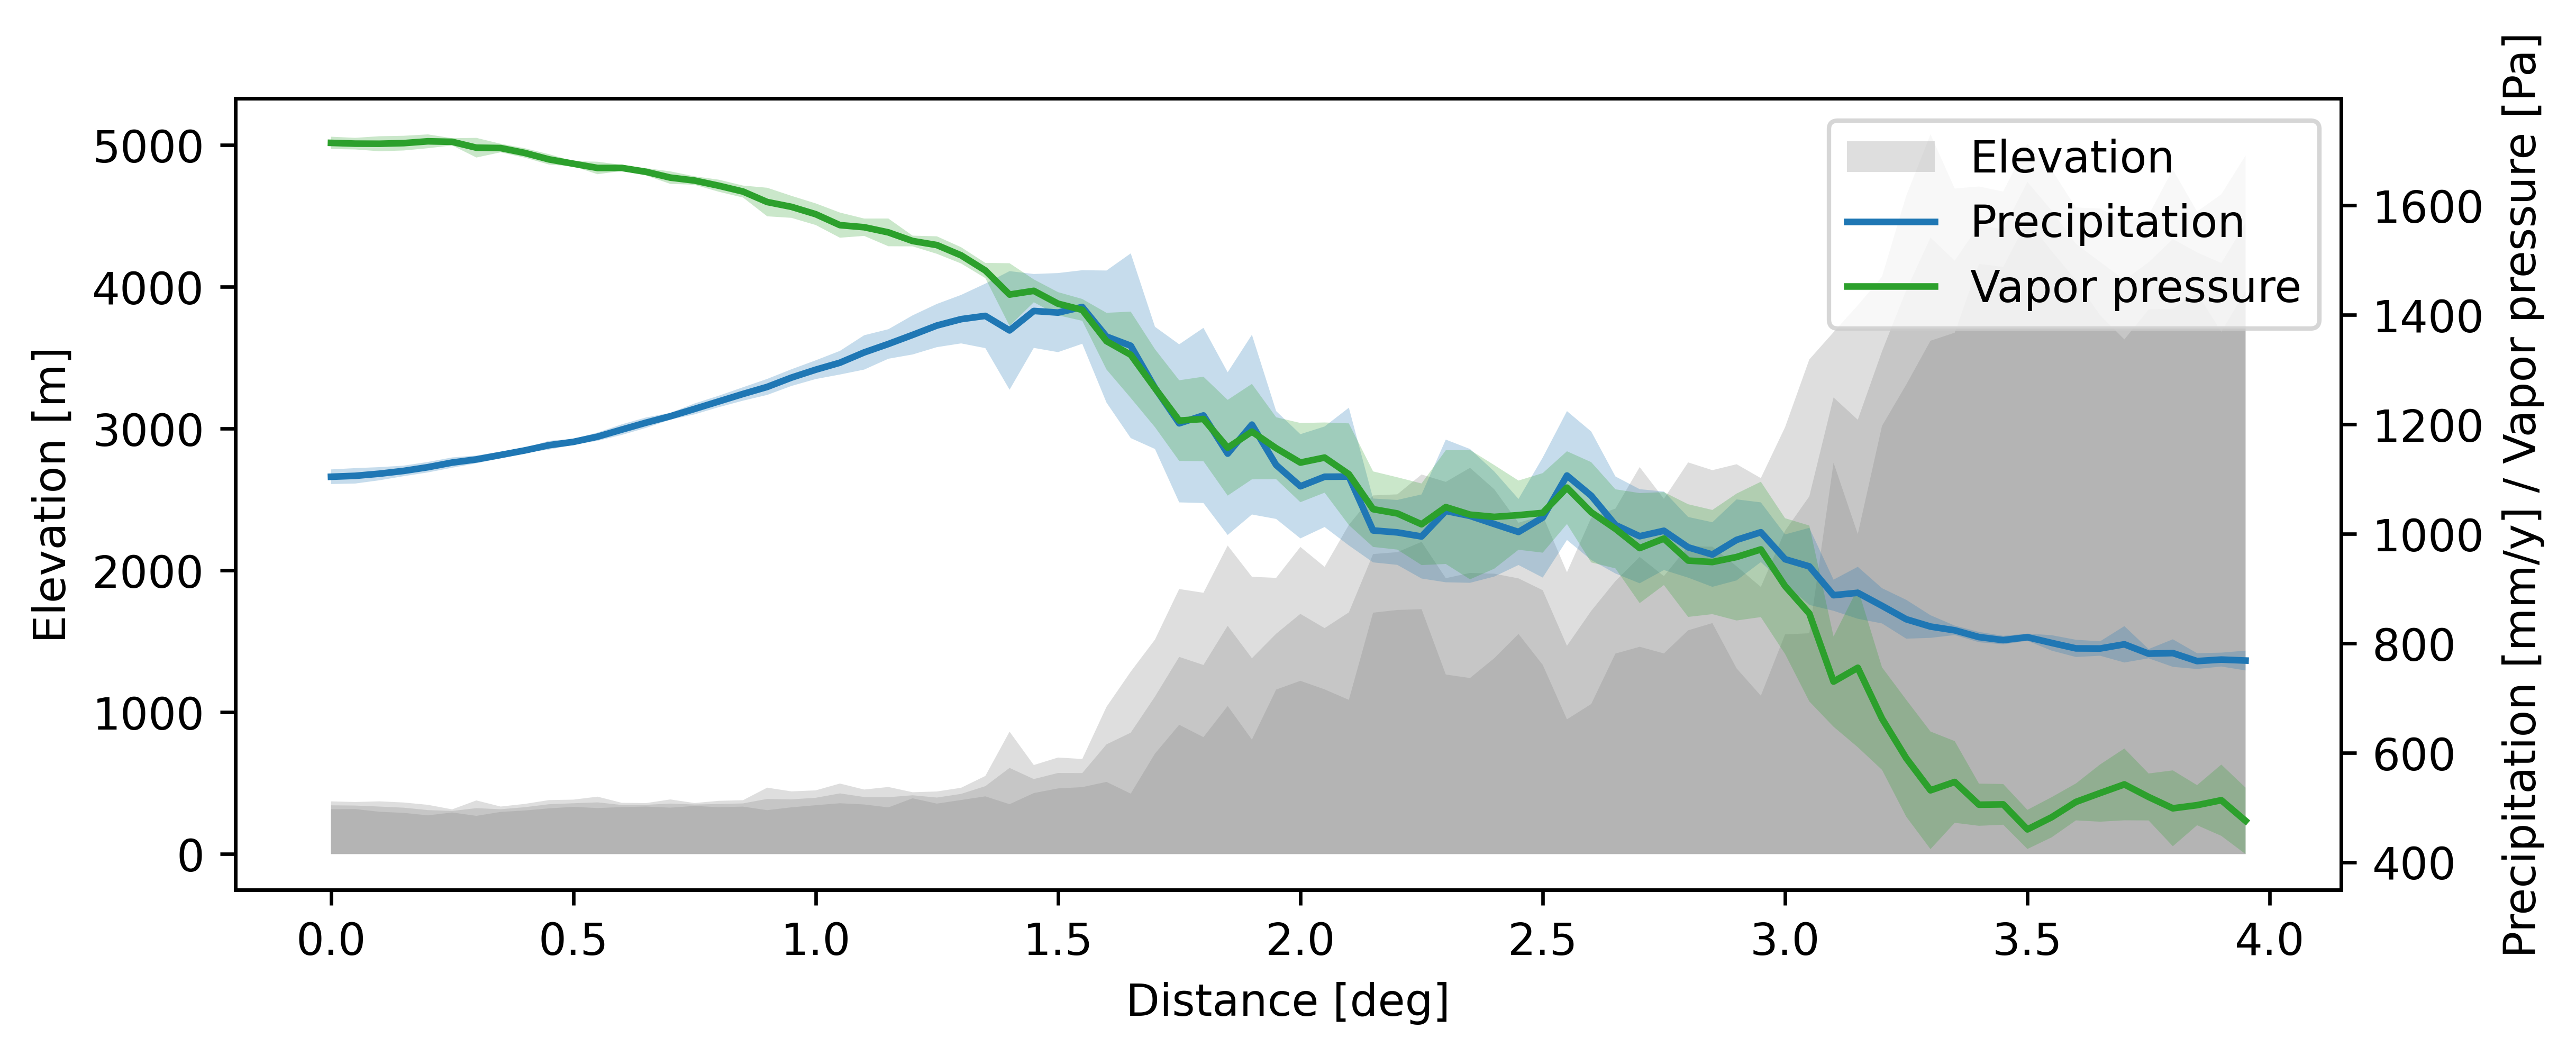 Elevation [m]
5000
4000
3000
2000
1000
0
Elevation
Precipitation
Vapor pressure
1600
1400
1200
1000
800
600
400
Precipitation [mm/y] / Vapor pressure [Pa]
0.0 0.5 1.0 1.5 2.0 2.5 3.0 3.5 4.0
Distance [deg]